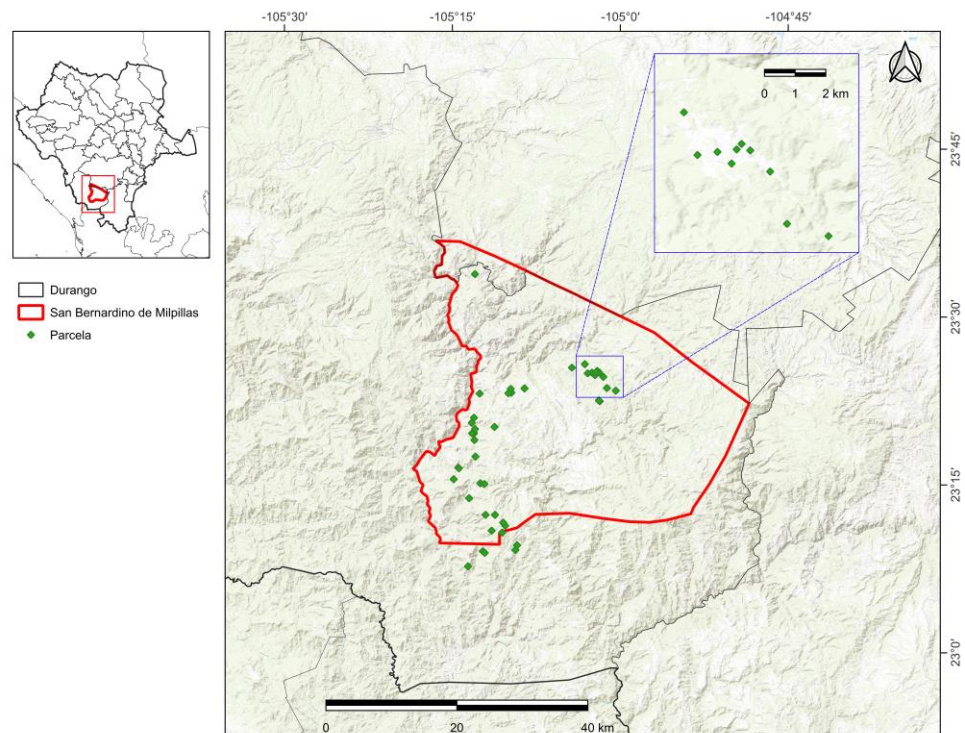 -105°30'
-105°15'
-105°0'
-104°45'
0 1 2 km
23°45'
23°30'
23°15'
23°0'
Durango
San Bernardino de Milpillas
Parcela
0 20 40 km